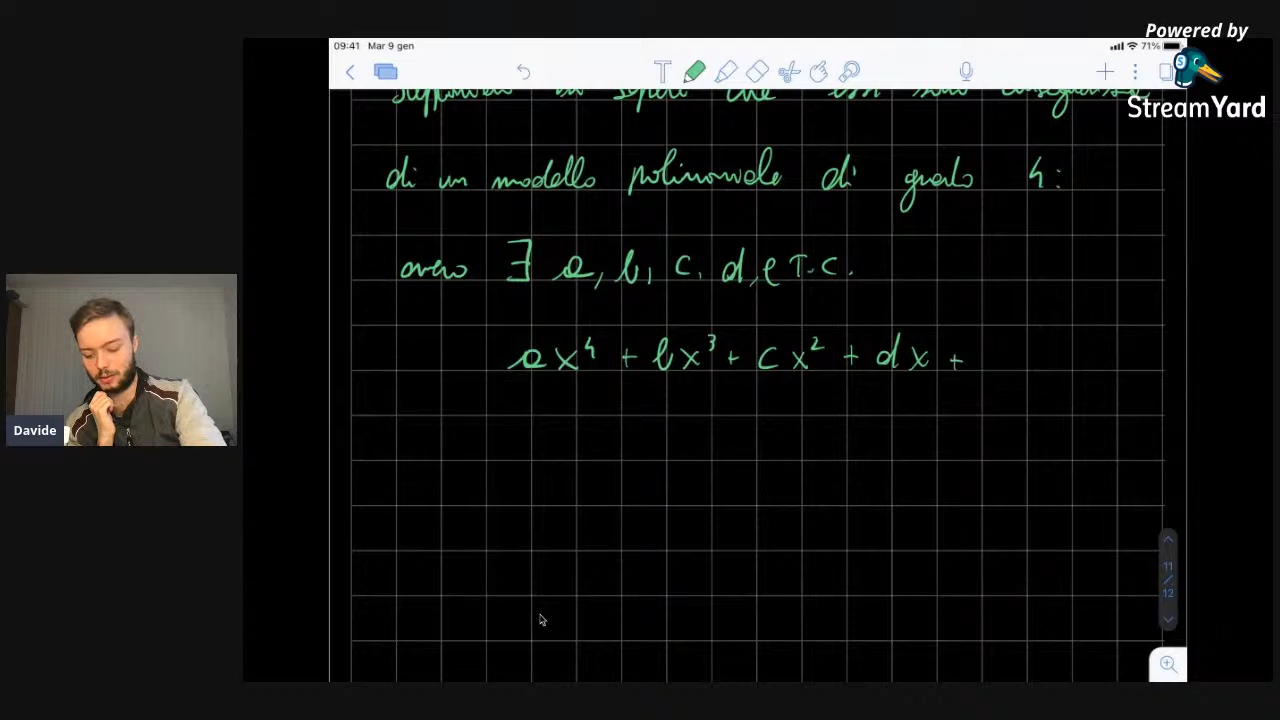 Powered by
StreamYard
09:41 Mar 9 gen
71%
che
di un modello polinomiale di grado 4:
ovvero ∃ a, b, c, d, e T.c.
ax⁴ + bx³ + cx² + dx +
Davide
11
/
12